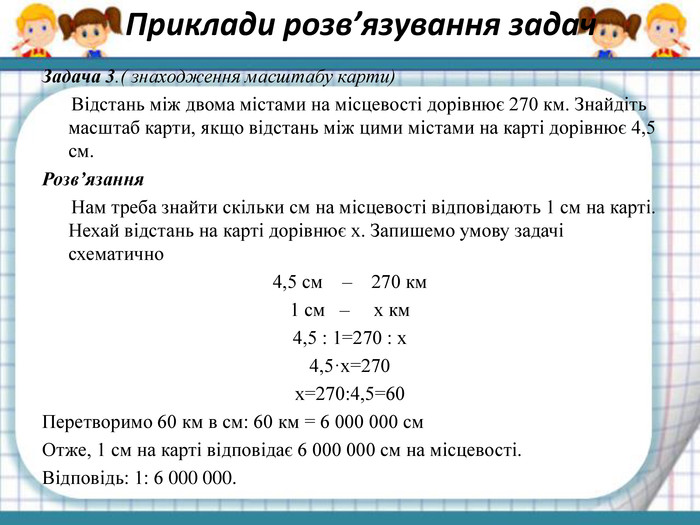 Приклади розв’язування задач
Задача 3.( знаходження масштабу карти)
Відстань між двома містами на місцевості дорівнює 270 км. Знайдіть
масштаб карти, якщо відстань між цими містами на карті дорівнює 4,5
см.
Розв’язання
Нам треба знайти скільки см на місцевості відповідають 1 см на карті.
Нехай відстань на карті дорівнює х. Запишемо умову задачі
схематично
4,5 см – 270 км
1 см – х км
4,5 : 1=270 : х
4,5·х=270
х=270:4,5=60
Перетворимо 60 км в см: 60 км = 6 000 000 см
Отже, 1 см на карті відповідає 6 000 000 см на місцевості.
Відповідь: 1: 6 000 000.